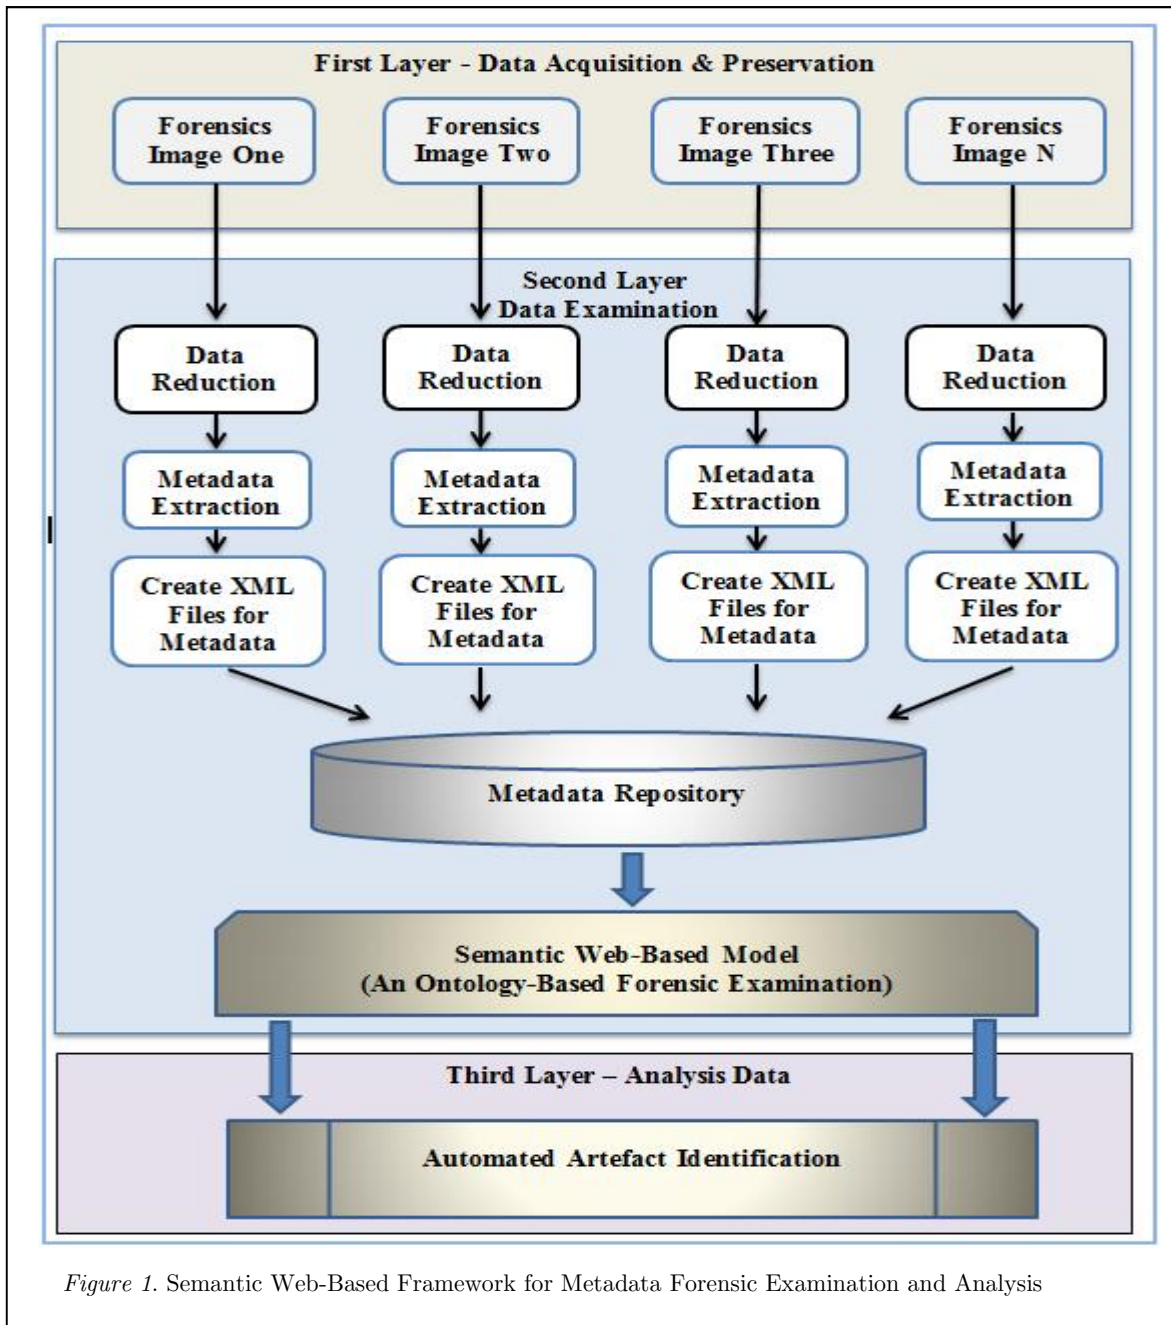 First Layer - Data Acquisition & Preservation
Forensics
Image One
Forensics
Image Two
Forensics
Image Three
Forensics
Image N
Second Layer
Data Examination
Data
Reduction
Data
Reduction
Data
Reduction
Data
Reduction
Metadata
Extraction
Metadata
Extraction
Metadata
Extraction
Metadata
Extraction
Create XML
Files for
Metadata
Create XML
Files for
Metadata
Create XML
Files for
Metadata
Create XML
Files for
Metadata
Metadata Repository
Semantic Web-Based Model
(An Ontology-Based Forensic Examination)
Third Layer – Analysis Data
Automated Artefact Identification
Figure 1. Semantic Web-Based Framework for Metadata Forensic Examination and Analysis